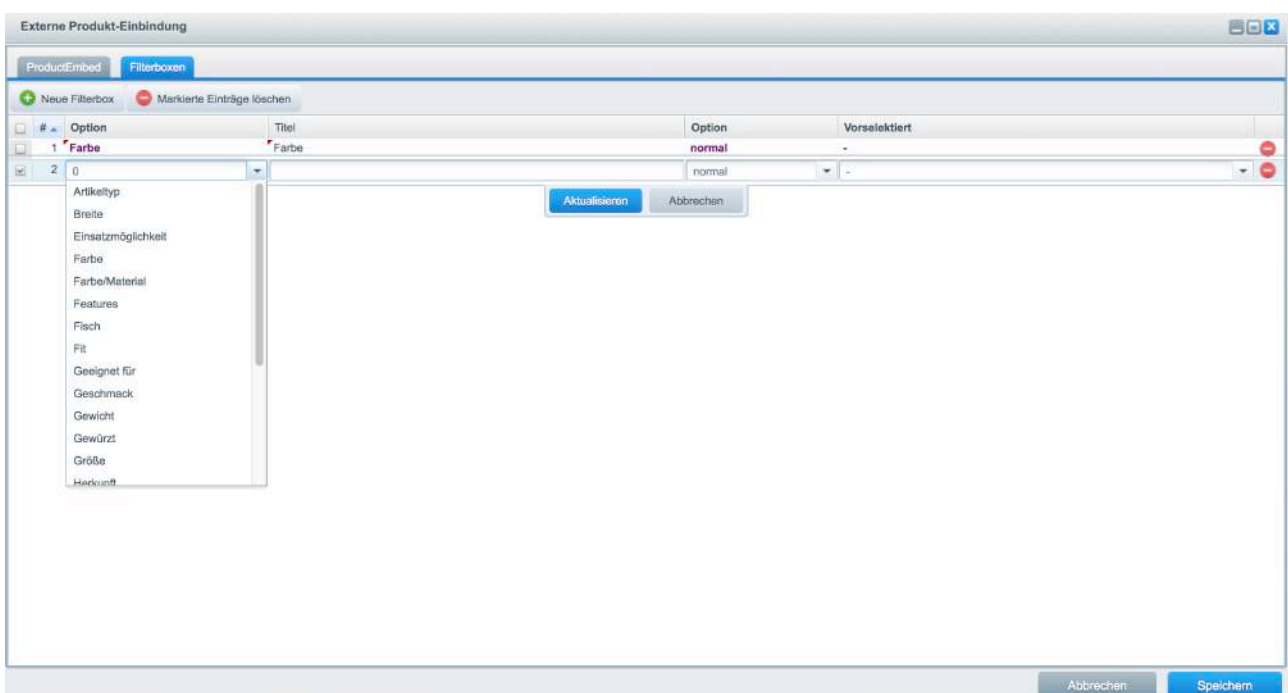 Externe Produkt-Einbindung
ProductEmbed Filterboxen
Neue Filterbox Markierte Einträge löschen
# Option Titel Option Vorselektiert
1 Farbe Farbe normal -
2 0 normal -
Aktualisieren Abbrechen
Artikeltyp
Breite
Einsatzmöglichkeit
Farbe
Farbe/Material
Features
Fisch
Fit
Geeignet für
Geschmack
Gewicht
Gewürzt
Größe
Herkunft
Abbrechen Speichern